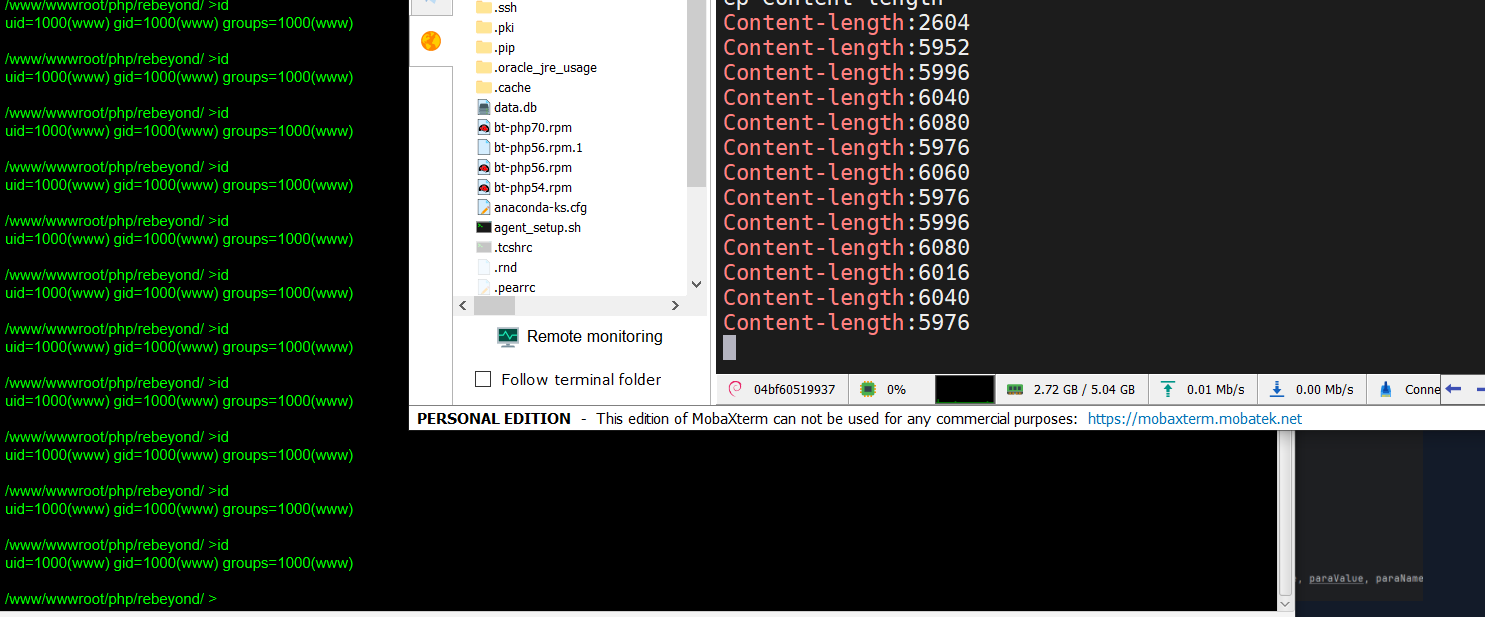 /www/wwwroot/php/rebeyond/ >id
uid=1000(www) gid=1000(www) groups=1000(www)
/www/wwwroot/php/rebeyond/ >id
uid=1000(www) gid=1000(www) groups=1000(www)
/www/wwwroot/php/rebeyond/ >id
uid=1000(www) gid=1000(www) groups=1000(www)
/www/wwwroot/php/rebeyond/ >id
uid=1000(www) gid=1000(www) groups=1000(www)
/www/wwwroot/php/rebeyond/ >id
uid=1000(www) gid=1000(www) groups=1000(www)
/www/wwwroot/php/rebeyond/ >id
uid=1000(www) gid=1000(www) groups=1000(www)
/www/wwwroot/php/rebeyond/ >id
uid=1000(www) gid=1000(www) groups=1000(www)
/www/wwwroot/php/rebeyond/ >id
uid=1000(www) gid=1000(www) groups=1000(www)
/www/wwwroot/php/rebeyond/ >id
uid=1000(www) gid=1000(www) groups=1000(www)
/www/wwwroot/php/rebeyond/ >id
uid=1000(www) gid=1000(www) groups=1000(www)
/www/wwwroot/php/rebeyond/ >id
uid=1000(www) gid=1000(www) groups=1000(www)
/www/wwwroot/php/rebeyond/ >
.ssh
.pki
.pip
.oracle_jre_usage
.cache
data.db
bt-php70.rpm
bt-php56.rpm.1
bt-php56.rpm
bt-php54.rpm
anaconda-ks.cfg
agent_setup.sh
.tcshrc
.rnd
.pearrc
Remote monitoring
Follow terminal folder
Content-length:2604
Content-length:5952
Content-length:5996
Content-length:6040
Content-length:6080
Content-length:5976
Content-length:6060
Content-length:5976
Content-length:5996
Content-length:6080
Content-length:6016
Content-length:6040
Content-length:5976
04bf60519937 0% 2.72 GB / 5.04 GB 0.01 Mb/s 0.00 Mb/s Conne
PERSONAL EDITION - This edition of MobaXterm can not be used for any commercial purposes: https://mobaxterm.mobatek.net
, paraValue, paraName